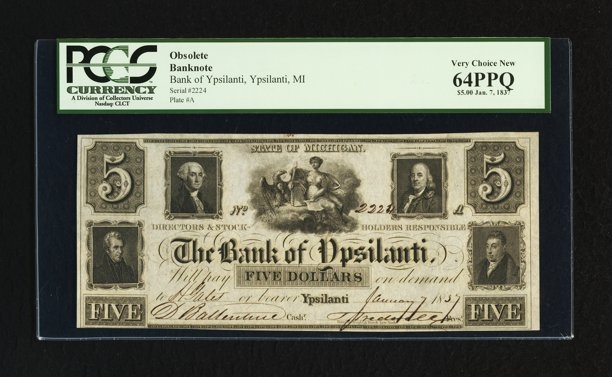 PCGS
CURRENCY
A Division of Collectors Universe
Nasdaq: CLCT
Obsolete
Banknote
Bank of Ypsilanti, Ypsilanti, MI
Serial #2224
Plate #A
Very Choice New
64PPQ
$5.00 Jan. 7, 1837
STATE OF MICHIGAN.
5 5
No 2224 A
DIRECTORS & STOCK HOLDERS RESPONSIBLE
The Bank of Ypsilanti.
Will pay FIVE DOLLARS on demand
to or bearer Ypsilanti January 7 1837
FIVE Cashr. FIVE